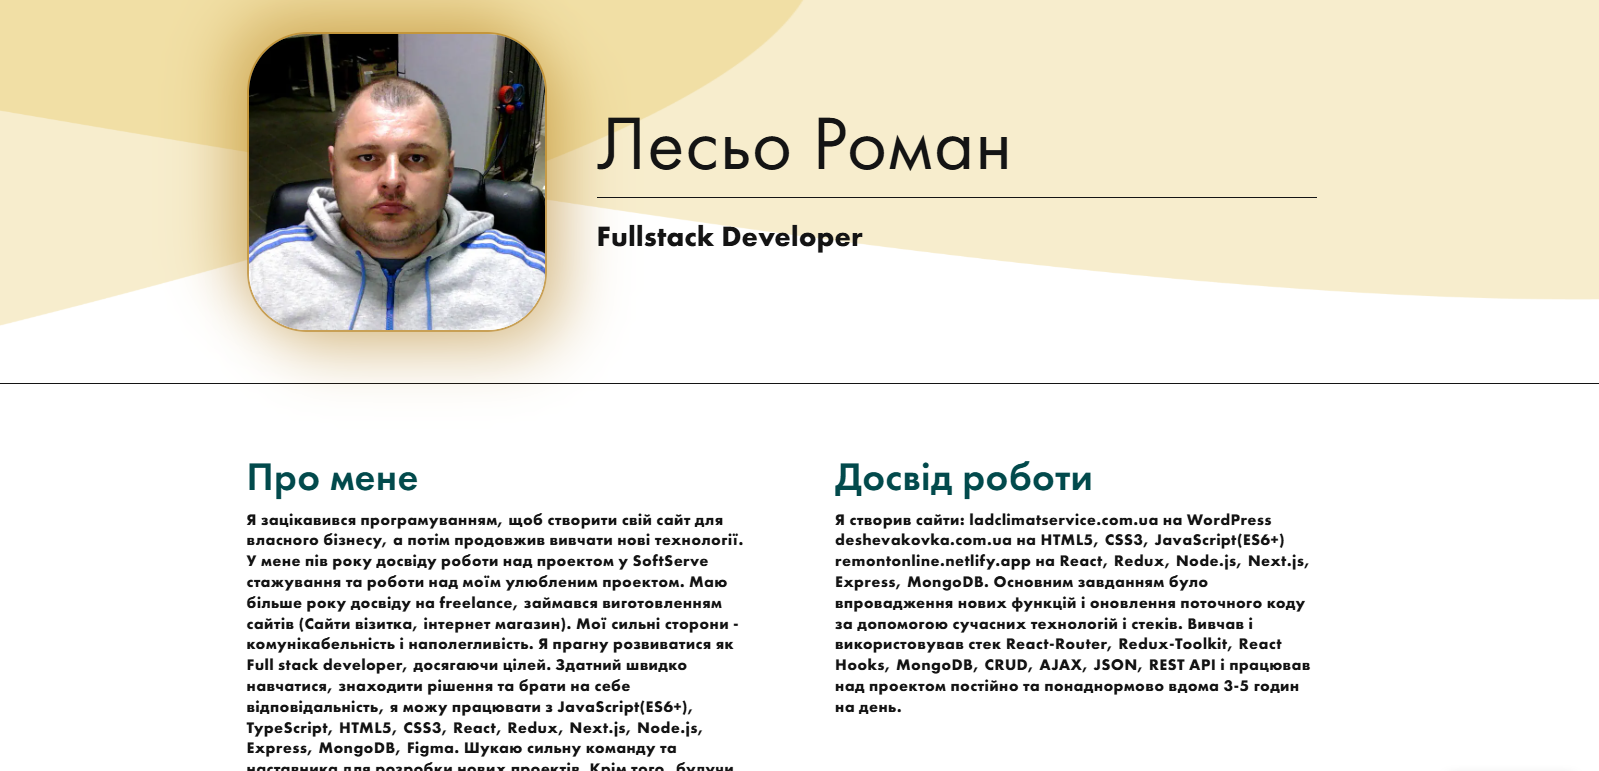 Лесьо Роман
Fullstack Developer
Про мене
Я зацікавився програмуванням, щоб створити свій сайт для
власного бізнесу, а потім продовжив вивчати нові технології.
У мене пів року досвіду роботи над проектом у SoftServe
стажування та роботи над моїм улюбленим проектом. Маю
більше року досвіду на freelance, займався виготовленням
сайтів (Сайти візитка, інтернет магазин). Мої сильні сторони -
комунікабельність і наполегливість. Я прагну розвиватися як
Full stack developer, досягаючи цілей. Здатний швидко
навчатися, знаходити рішення та брати на себе
відповідальність, я можу працювати з JavaScript(ES6+),
TypeScript, HTML5, CSS3, React, Redux, Next.js, Node.js,
Express, MongoDB, Figma. Шукаю сильну команду та
наставника для розробки нових проектів. Крім того, будучи
Досвід роботи
Я створив сайти: ladclimatservice.com.ua на WordPress
deshevakovka.com.ua на HTML5, CSS3, JavaScript(ES6+)
remontonline.netlify.app на React, Redux, Node.js, Next.js,
Express, MongoDB. Основним завданням було
впровадження нових функцій і оновлення поточного коду
за допомогою сучасних технологій і стеків. Вивчав і
використовував стек React-Router, Redux-Toolkit, React
Hooks, MongoDB, CRUD, AJAX, JSON, REST API і працював
над проектом постійно та понаднормово вдома 3-5 годин
на день.